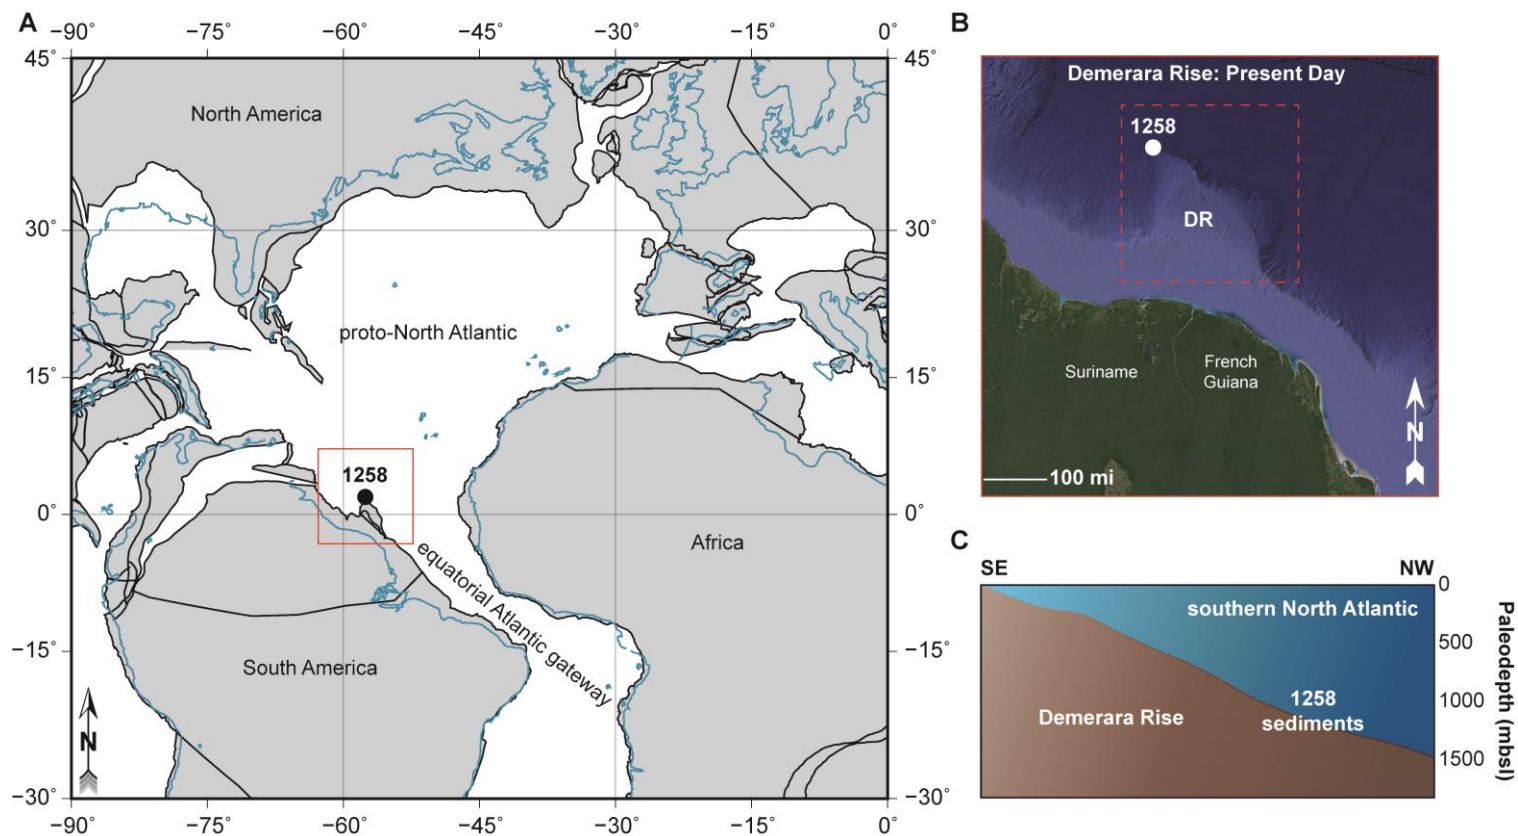 A
−90˚ −75˚ −60˚ −45˚ −30˚ −15˚ 0˚
45˚ 45˚
North America
30˚ 30˚
proto-North Atlantic
15˚ 15˚
1258
0˚ 0˚
equatorial Atlantic gateway
Africa
−15˚ −15˚
South America
N
−30˚ −30˚
−90˚ −75˚ −60˚ −45˚ −30˚ −15˚ 0˚
B
Demerara Rise: Present Day
1258
DR
Suriname
French
Guiana
N
100 mi
C
SE NW
southern North Atlantic
Demerara Rise
1258
sediments
0
500
1000
1500
Paleodepth (mbsl)